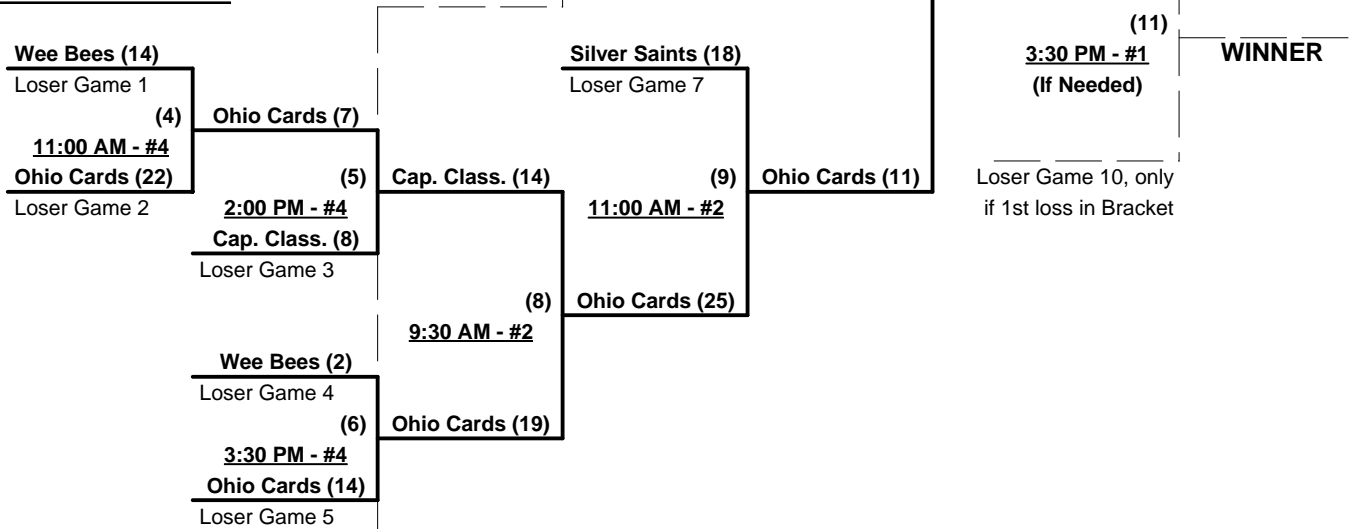 (11)
Wee Bees (14)
Silver Saints (18)
3:30 PM - #1
WINNER
Loser Game 1
Loser Game 7
(If Needed)
(4)
Ohio Cards (7)
11:00 AM - #4
Ohio Cards (22)
(5)
Cap. Class. (14)
(9)
Ohio Cards (11)
Loser Game 10, only
Loser Game 2
2:00 PM - #4
11:00 AM - #2
if 1st loss in Bracket
Cap. Class. (8)
Loser Game 3
(8)
Ohio Cards (25)
9:30 AM - #2
Wee Bees (2)
Loser Game 4
(6)
Ohio Cards (19)
3:30 PM - #4
Ohio Cards (14)
Loser Game 5